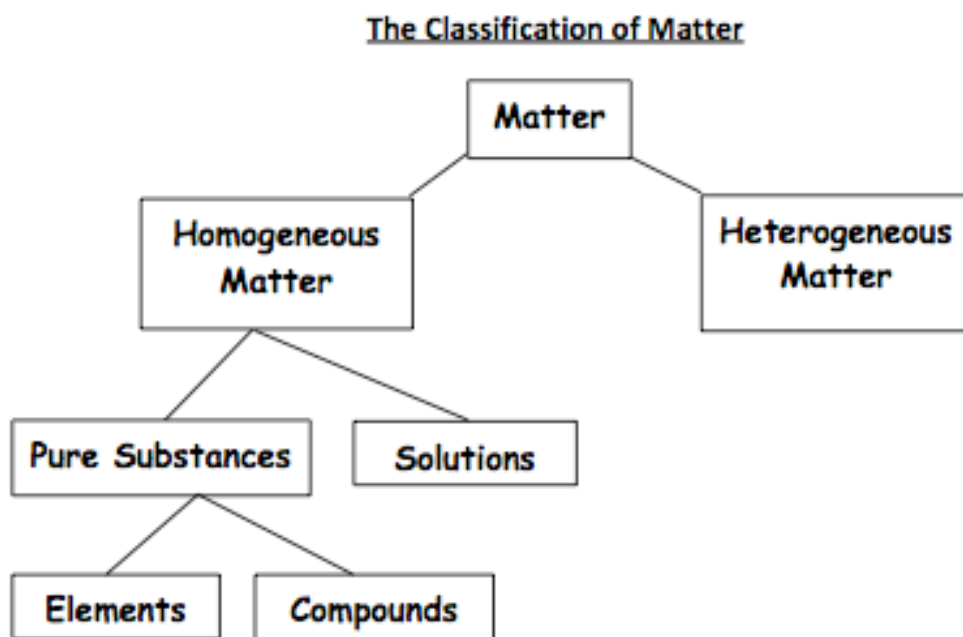 The Classification of Matter
Matter
Homogeneous
Matter
Heterogeneous
Matter
Pure Substances
Solutions
Elements
Compounds